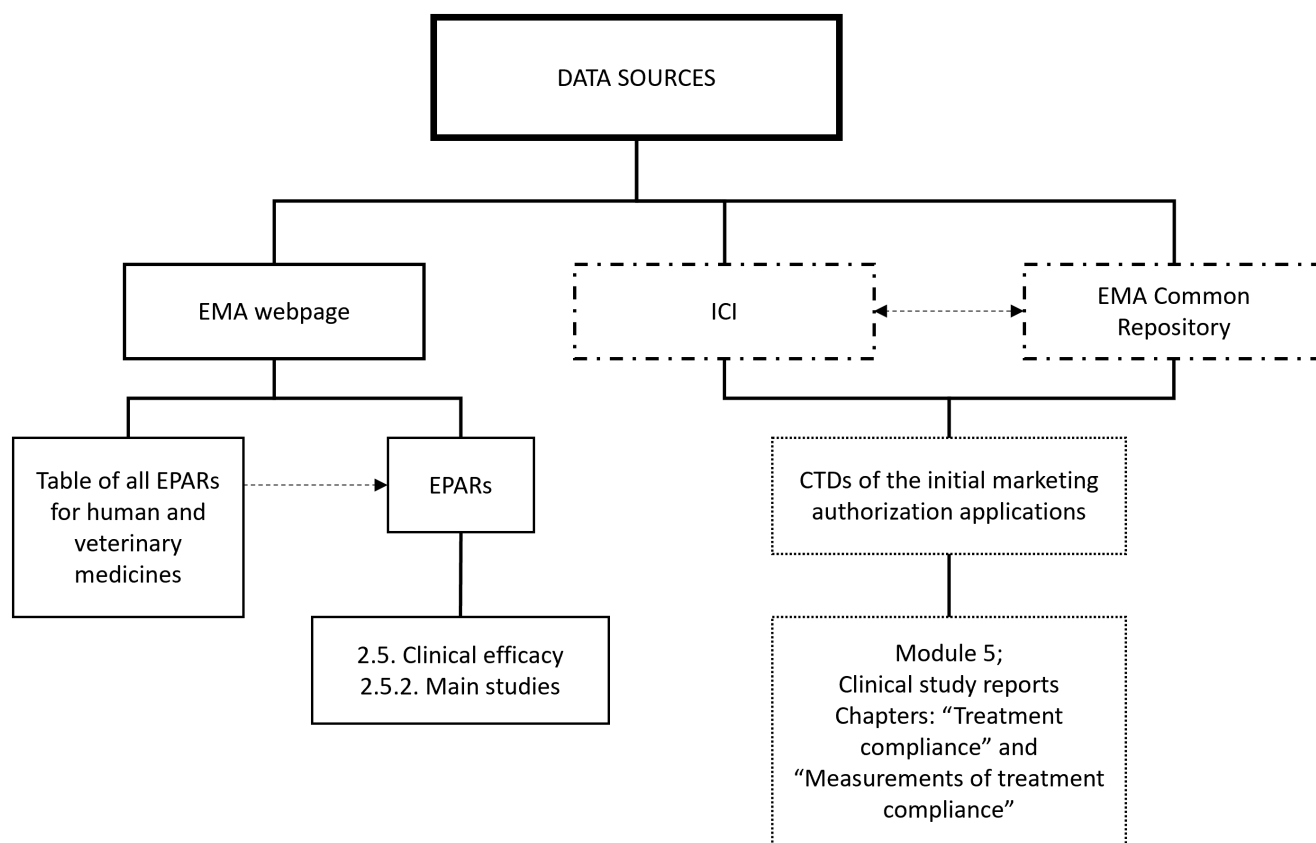 DATA SOURCES
EMA webpage
ICI
EMA Common
Repository
Table of all EPARs
for human and
veterinary
medicines
EPARs
CTDs of the initial marketing
authorization applications
2.5. Clinical efficacy
2.5.2. Main studies
Module 5;
Clinical study reports
Chapters: “Treatment
compliance” and
“Measurements of treatment
compliance”